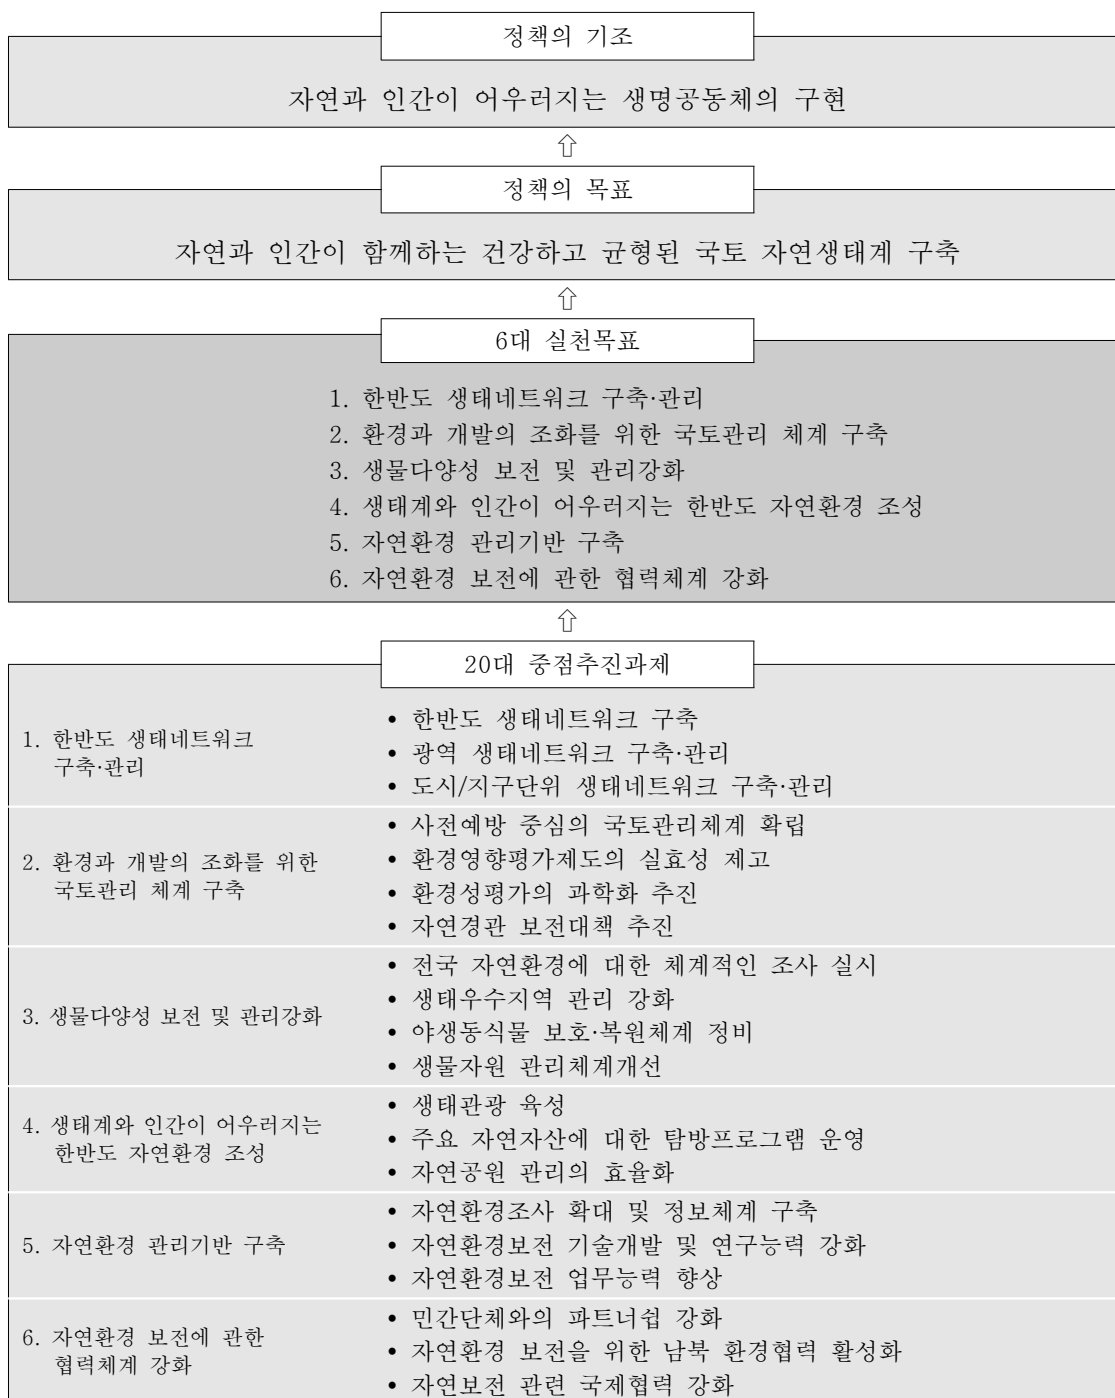 정책의 기조
자연과 인간이 어우러지는 생명공동체의 구현
⇧
정책의 목표
자연과 인간이 함께하는 건강하고 균형된 국토 자연생태계 구축
⇧
6대 실천목표
1. 한반도 생태네트워크 구축·관리
2. 환경과 개발의 조화를 위한 국토관리 체계 구축
3. 생물다양성 보전 및 관리강화
4. 생태계와 인간이 어우러지는 한반도 자연환경 조성
5. 자연환경 관리기반 구축
6. 자연환경 보전에 관한 협력체계 강화
⇧
20대 중점추진과제
1. 한반도 생태네트워크
구축·관리
• 한반도 생태네트워크 구축
• 광역 생태네트워크 구축·관리
• 도시/지구단위 생태네트워크 구축·관리
2. 환경과 개발의 조화를 위한
국토관리 체계 구축
• 사전예방 중심의 국토관리체계 확립
• 환경영향평가제도의 실효성 제고
• 환경성평가의 과학화 추진
• 자연경관 보전대책 추진
3. 생물다양성 보전 및 관리강화
• 전국 자연환경에 대한 체계적인 조사 실시
• 생태우수지역 관리 강화
• 야생동식물 보호·복원체계 정비
• 생물자원 관리체계개선
4. 생태계와 인간이 어우러지는
한반도 자연환경 조성
• 생태관광 육성
• 주요 자연자산에 대한 탐방프로그램 운영
• 자연공원 관리의 효율화
5. 자연환경 관리기반 구축
• 자연환경조사 확대 및 정보체계 구축
• 자연환경보전 기술개발 및 연구능력 강화
• 자연환경보전 업무능력 향상
6. 자연환경 보전에 관한
협력체계 강화
• 민간단체와의 파트너쉽 강화
• 자연환경 보전을 위한 남북 환경협력 활성화
• 자연보전 관련 국제협력 강화